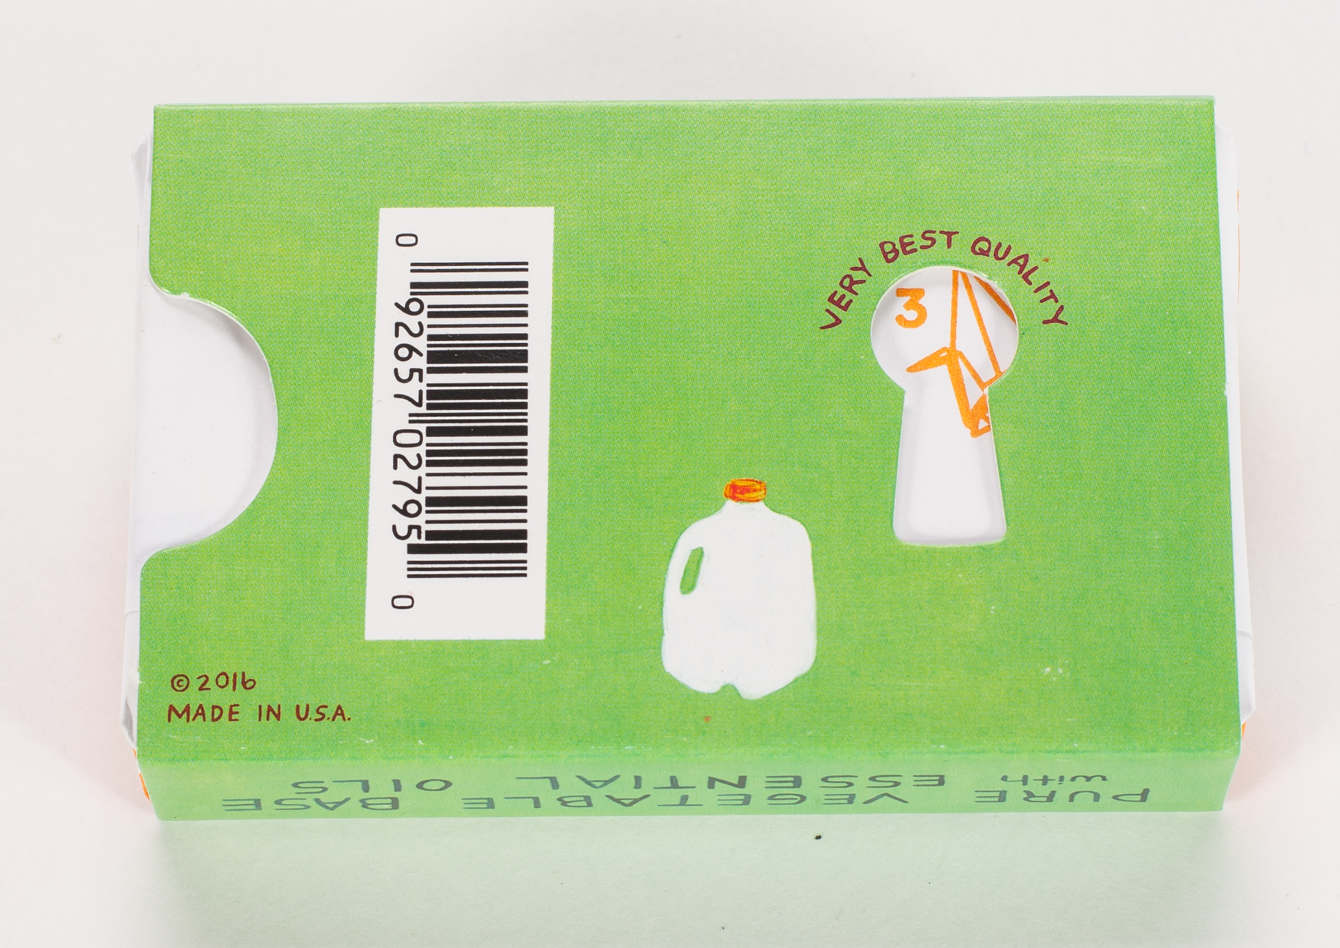 VERY BEST QUALITY
3
0 92657 02795 0
©2016
MADE IN U.S.A.
PURE VEGETABLE BASE
with ESSENTIAL OILS